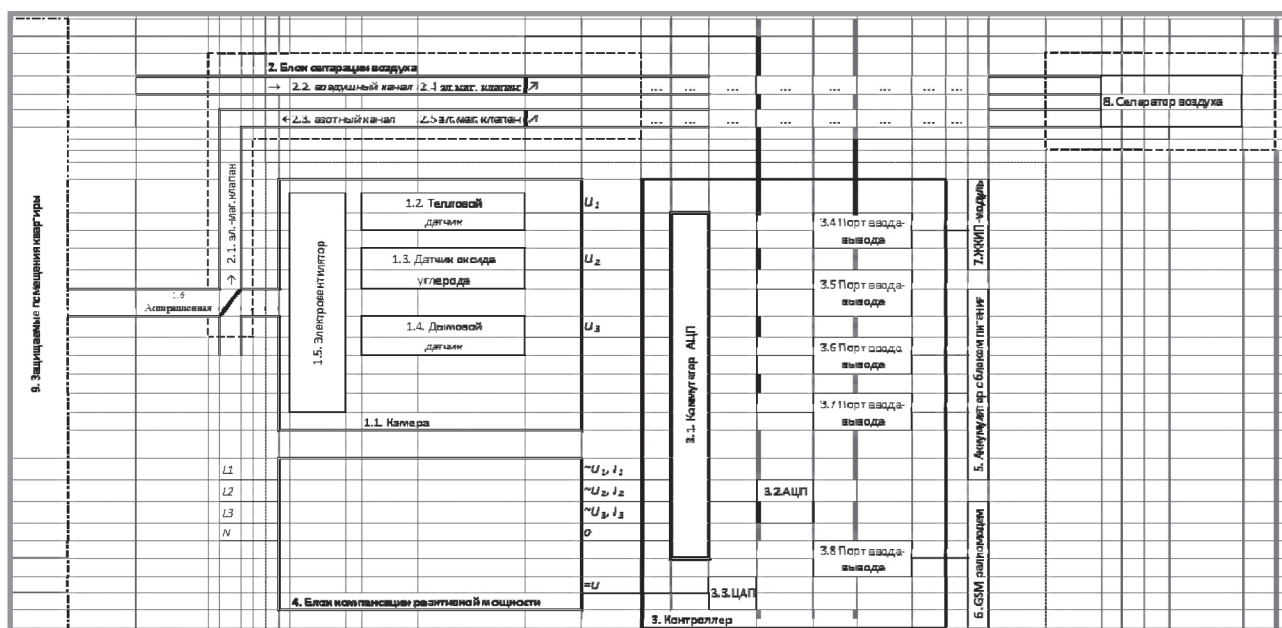 2. Блок сепарации воздуха
→ 2.2. воздушный канал 2.4 эл.маг. клапан ↗ ... ... ... ... ... ... ...
8. Сепаратор воздуха
← 2.3. азотный канал 2.5 эл.маг. клапан ↗ ... ... ... ... ... ... ...
9. Защищаемые помещения квартиры
→ 2.1. эл.-маг.клапан
1.6
Аспирационная
1.5. Электровентилятор
1.2. Тепловой
датчик
U₁
1.3. Датчик оксида
углерода
U₂
1.4. Дымовой
датчик
U₃
1.1. Камера
3.1. Коммутатор АЦП
3.4 Порт ввода-
вывода
3.5 Порт ввода-
вывода
3.6 Порт ввода-
вывода
3.7 Порт ввода-
вывода
7.ЖКИП-модуль
5. Аккумулятор с блоком питания
6. GSM радиомодем
L1 ~U₁, I₁
L2 ~U₂, I₂
3.2.АЦП
L3 ~U₃, I₃
N 0
3.8 Порт ввода-
вывода
=U
3.3.ЦАП
4. Блок компенсации реактивной мощности
3. Контроллер